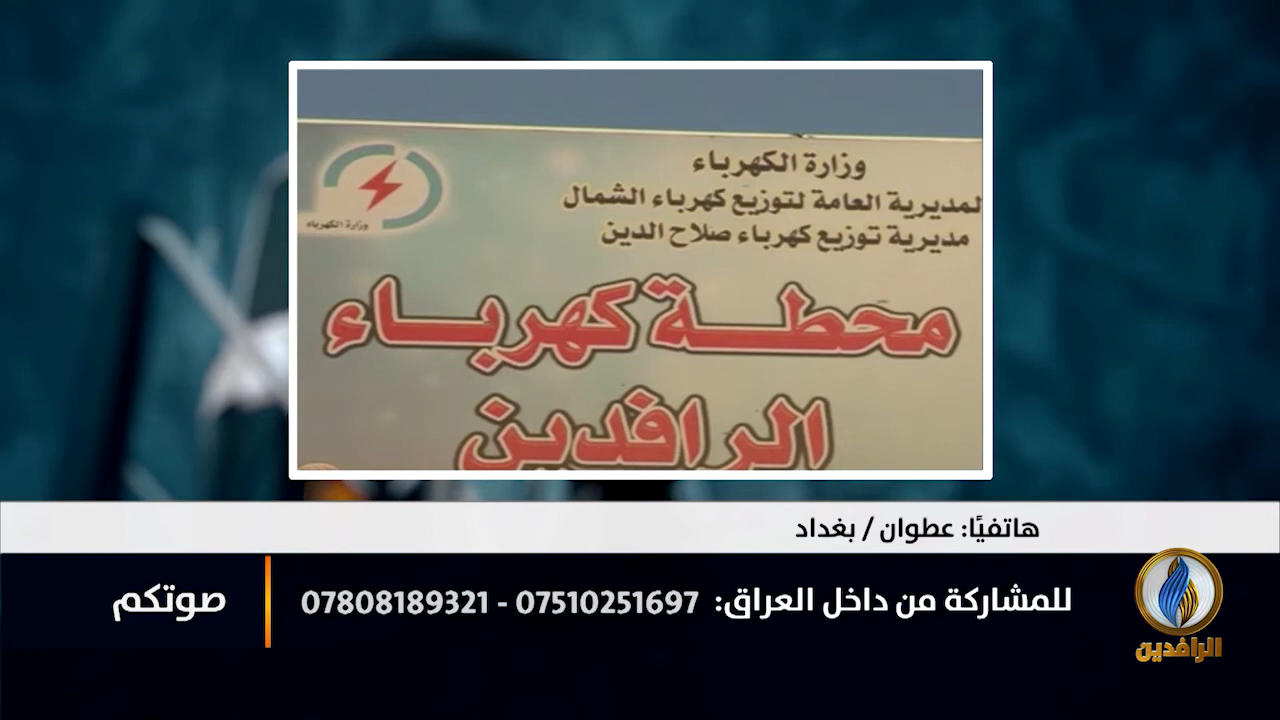 وزارة الكهرباء
لمديرية العامة لتوزيع كهرباء الشمال
مديرية توزيع كهرباء صلاح الدين
وزارة الكهرباء
محطة كهرباء
الرافدين
هاتفيًا: عطوان / بغداد
للمشاركة من داخل العراق: 07510251697 - 07808189321
صوتكم
الرافدين